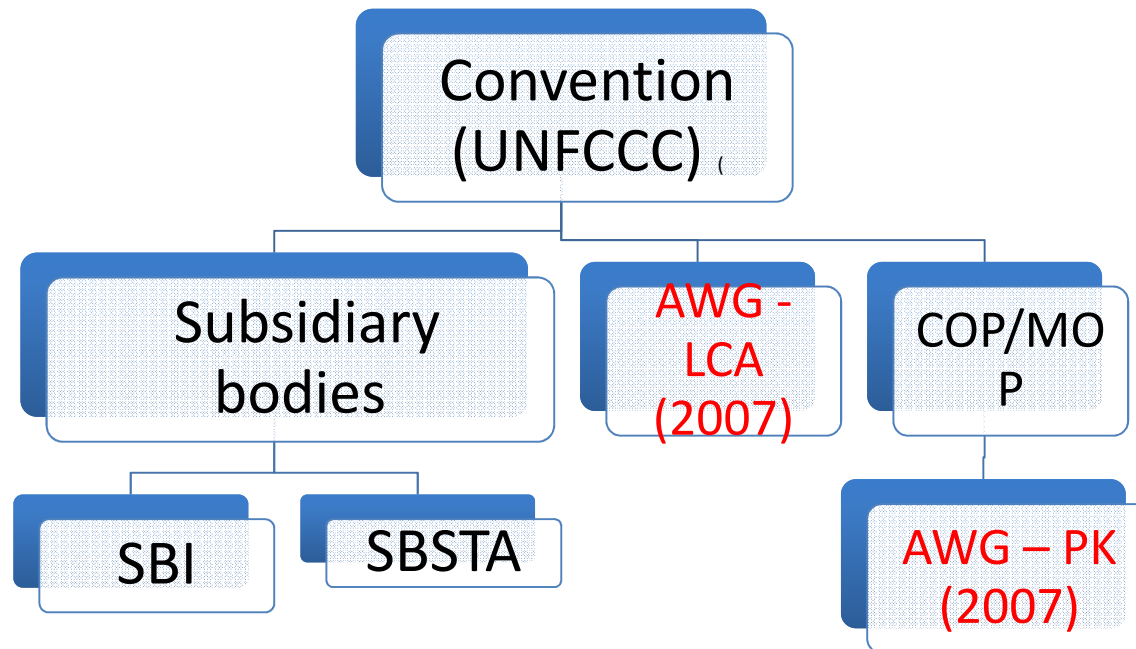 Convention
(UNFCCC) (
Subsidiary
bodies
AWG -
LCA
(2007)
COP/MO
P
SBI
SBSTA
AWG – PK
(2007)